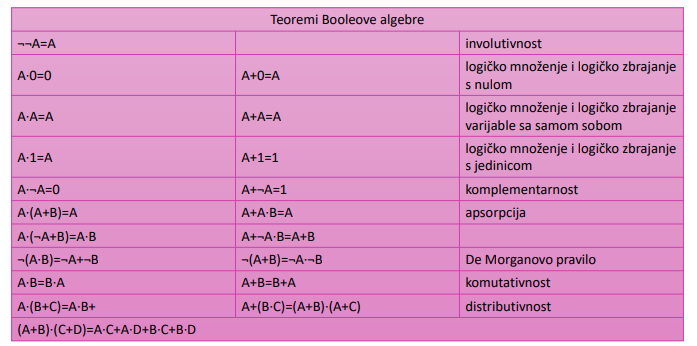 Teoremi Booleove algebre
¬¬A=A involutivnost
A·0=0 A+0=A logičko množenje i logičko zbrajanje
s nulom
A·A=A A+A=A logičko množenje i logičko zbrajanje
varijable sa samom sobom
A·1=A A+1=1 logičko množenje i logičko zbrajanje
s jedinicom
A·¬A=0 A+¬A=1 komplementarnost
A·(A+B)=A A+A·B=A apsorpcija
A·(¬A+B)=A·B A+¬A·B=A+B
¬(A·B)=¬A+¬B ¬(A+B)=¬A·¬B De Morganovo pravilo
A·B=B·A A+B=B+A komutativnost
A·(B+C)=A·B+ A+(B·C)=(A+B)·(A+C) distributivnost
(A+B)·(C+D)=A·C+A·D+B·C+B·D